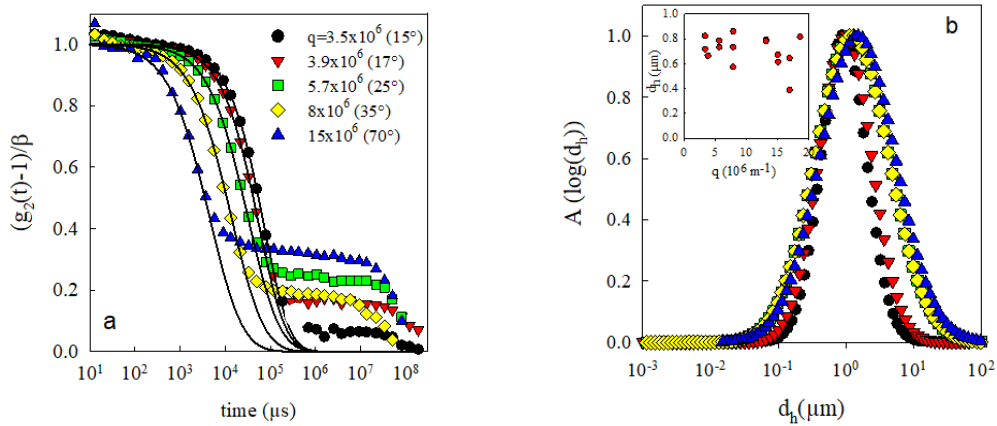 a
(g₂(t)-1)/β
1.0
0.8
0.6
0.4
0.2
0.0
q=3.5x10⁶ (15°)
3.9x10⁶ (17°)
5.7x10⁶ (25°)
8x10⁶ (35°)
15x10⁶ (70°)
10¹ 10² 10³ 10⁴ 10⁵ 10⁶ 10⁷ 10⁸
time (μs)
b
A (log(d_h))
1.0
0.8
0.6
0.4
0.2
0.0
d_h (μm)
1.0
0.8
0.6
0.4
0.2
0.0
0 5 10 15 20
q (10⁶ m-1)
10⁻³ 10⁻² 10⁻¹ 10⁰ 10¹ 10²
d_h(μm)